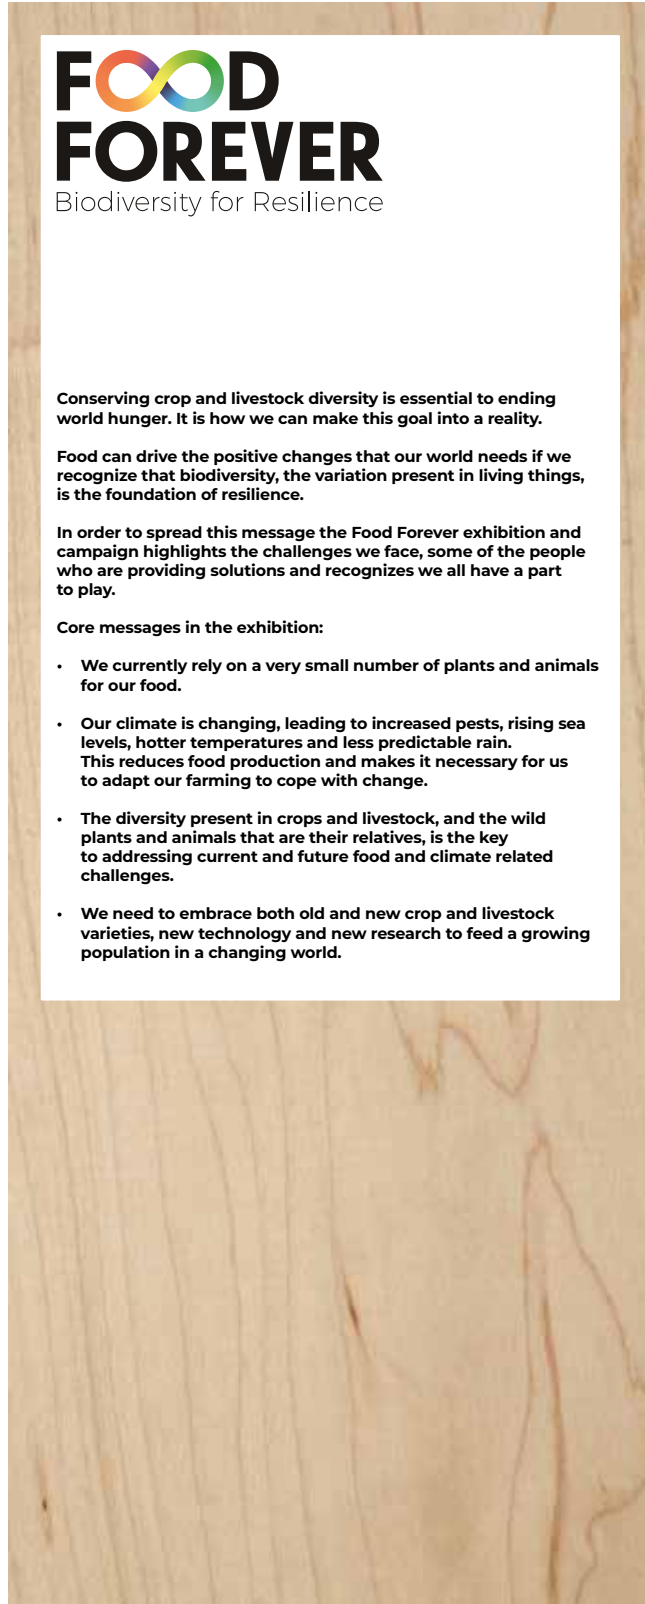 FOOD
FOREVER
Biodiversity for Resilience
Conserving crop and livestock diversity is essential to ending
world hunger. It is how we can make this goal into a reality.
Food can drive the positive changes that our world needs if we
recognize that biodiversity, the variation present in living things,
is the foundation of resilience.
In order to spread this message the Food Forever exhibition and
campaign highlights the challenges we face, some of the people
who are providing solutions and recognizes we all have a part
to play.
Core messages in the exhibition:
• We currently rely on a very small number of plants and animals
for our food.
• Our climate is changing, leading to increased pests, rising sea
levels, hotter temperatures and less predictable rain.
This reduces food production and makes it necessary for us
to adapt our farming to cope with change.
• The diversity present in crops and livestock, and the wild
plants and animals that are their relatives, is the key
to addressing current and future food and climate related
challenges.
• We need to embrace both old and new crop and livestock
varieties, new technology and new research to feed a growing
population in a changing world.